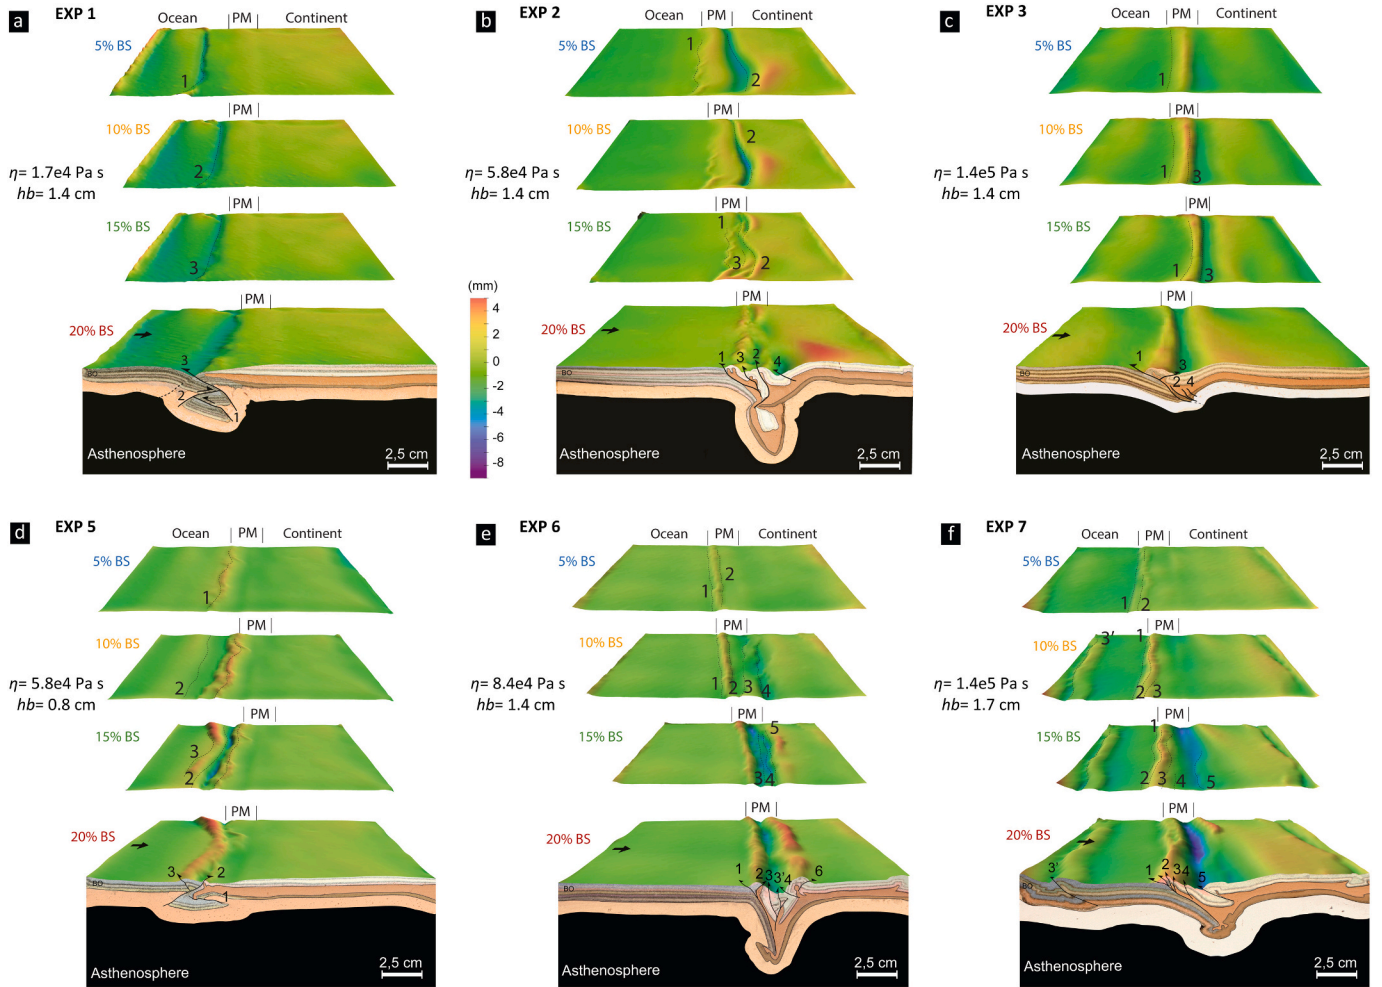 a EXP 1
Ocean | PM | Continent
5% BS
1
| PM |
10% BS
2
η= 1.7e4 Pa s
hb= 1.4 cm
| PM |
15% BS
3
| PM |
20% BS
3
BO
2
1
Asthenosphere
2,5 cm
(mm)
4
2
0
-2
-4
-6
-8
b EXP 2
Ocean | PM | Continent
5% BS
1
2
| PM |
10% BS
2
η= 5.8e4 Pa s
hb= 1.4 cm
| PM |
15% BS
1
3 2
| PM |
20% BS
1 3 2 4
BO
Asthenosphere
2,5 cm
c EXP 3
Ocean | PM | Continent
5% BS
1
| PM |
10% BS
1 3
η= 1.4e5 Pa s
hb= 1.4 cm
| PM |
15% BS
1 3
| PM |
20% BS
1 3
BO
2 4
Asthenosphere
2,5 cm
d EXP 5
Ocean | PM | Continent
5% BS
1
| PM |
10% BS
2
η= 5.8e4 Pa s
hb= 0.8 cm
| PM |
15% BS
3
2
| PM |
20% BS
3 2
BO
1
Asthenosphere
2,5 cm
e EXP 6
Ocean | PM | Continent
5% BS
2
1
| PM |
10% BS
1 2 3 4
η= 8.4e4 Pa s
hb= 1.4 cm
| PM |
15% BS
5
3 4
| PM |
20% BS
1 2 3 3' 4 6
BO
Asthenosphere
2,5 cm
f EXP 7
Ocean | PM | Continent
5% BS
1 2
| PM |
10% BS
3' 1
2 3
η= 1.4e5 Pa s
hb= 1.7 cm
| PM |
15% BS
1
2 3 4 5
| PM |
20% BS
3' 1 2 3 4 5
BO
Asthenosphere
2,5 cm